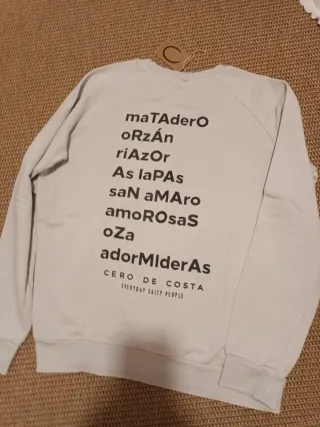 maTAderO
oRzÁn
riAzOr
As laPAs
saN aMAro
amoROsaS
oZa
adorMIderAs
CERO DE COSTA
EVERYDAY SALTY PEOPLE